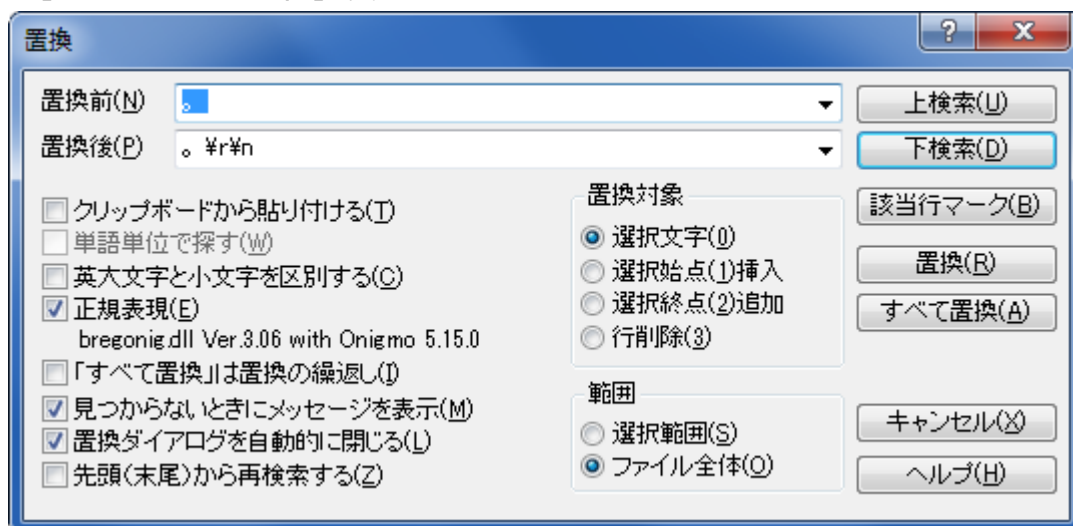 置換
置換前(N) 。
上検索(U)
置換後(P) 。¥r¥n
下検索(D)
クリップボードから貼り付ける(T)
単語単位で探す(W)
英大文字と小文字を区別する(C)
正規表現(E)
bregonig.dll Ver.3.06 with Onigmo 5.15.0
「すべて置換」は置換の繰返し(I)
見つからないときにメッセージを表示(M)
置換ダイアログを自動的に閉じる(L)
先頭(末尾)から再検索する(Z)
置換対象
選択文字(0)
選択始点(1)挿入
選択終点(2)追加
行削除(3)
範囲
選択範囲(S)
ファイル全体(O)
該当行マーク(B)
置換(R)
すべて置換(A)
キャンセル(X)
ヘルプ(H)